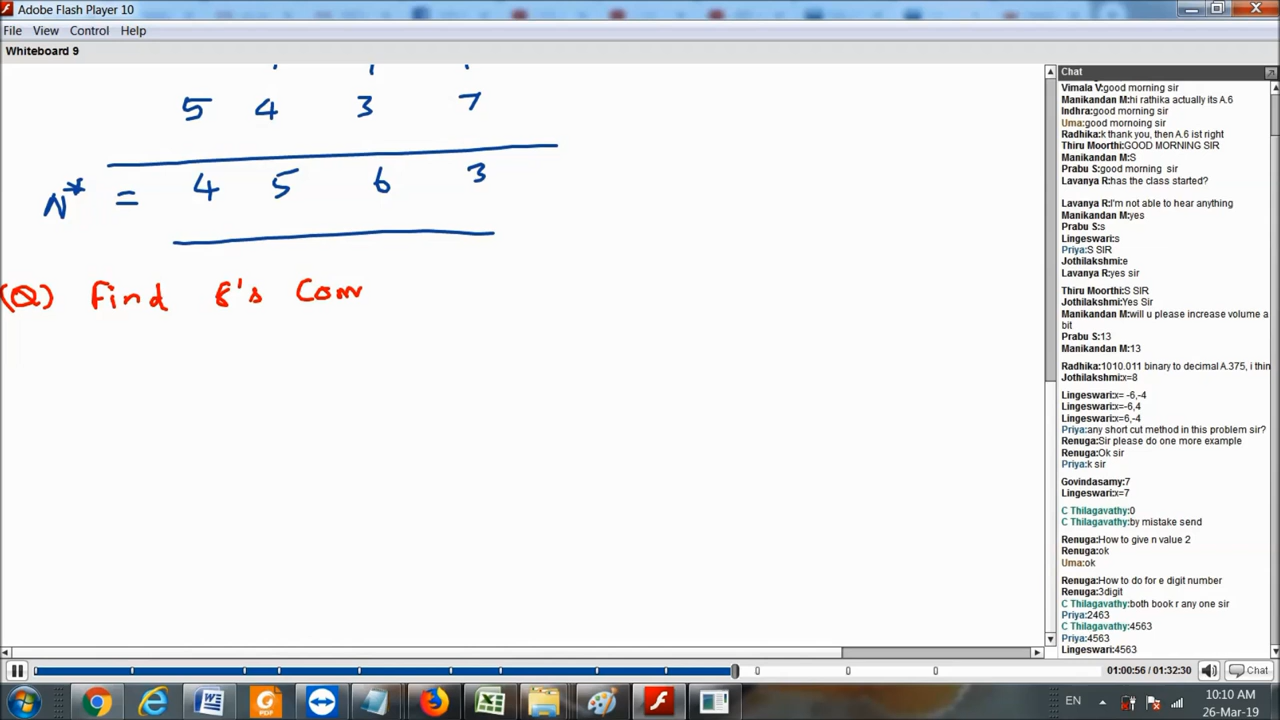 Adobe Flash Player 10
File View Control Help
Whiteboard 9
5 4 3 7
N* = 4 5 6 3
(Q) Find 8's Com
Chat
Vimala V:good morning sir
Manikandan M:hi rathika actually its A.6
Indhra:good morning sir
Uma:good mornoing sir
Radhika:k thank you, then A.6 ist right
Thiru Moorthi:GOOD MORNING SIR
Manikandan M:S
Prabu S:good morning  sir
Lavanya R:has the class started?
Lavanya R:I'm not able to hear anything
Manikandan M:yes
Prabu S:s
Lingeswari:s
Priya:S SIR
Jothilakshmi:e
Lavanya R:yes sir
Thiru Moorthi:S SIR
Jothilakshmi:Yes Sir
Manikandan M:will u please increase volume a
bit
Prabu S:13
Manikandan M:13
Radhika:1010.011 binary to decimal A.375, i thin
Jothilakshmi:x=8
Lingeswari:x= -6,-4
Lingeswari:x=-6,4
Lingeswari:x=6,-4
Priya:any short cut method in this problem sir?
Renuga:Sir please do one more example
Renuga:Ok sir
Priya:k sir
Govindasamy:7
Lingeswari:x=7
C Thilagavathy:0
C Thilagavathy:by mistake send
Renuga:How to give n value 2
Renuga:ok
Uma:ok
Renuga:How to do for e digit number
Renuga:3digit
C Thilagavathy:both book r any one sir
Priya:2463
C Thilagavathy:4563
Priya:4563
Lingeswari:4563
01:00:56 / 01:32:30 Chat
EN 10:10 AM
26-Mar-19